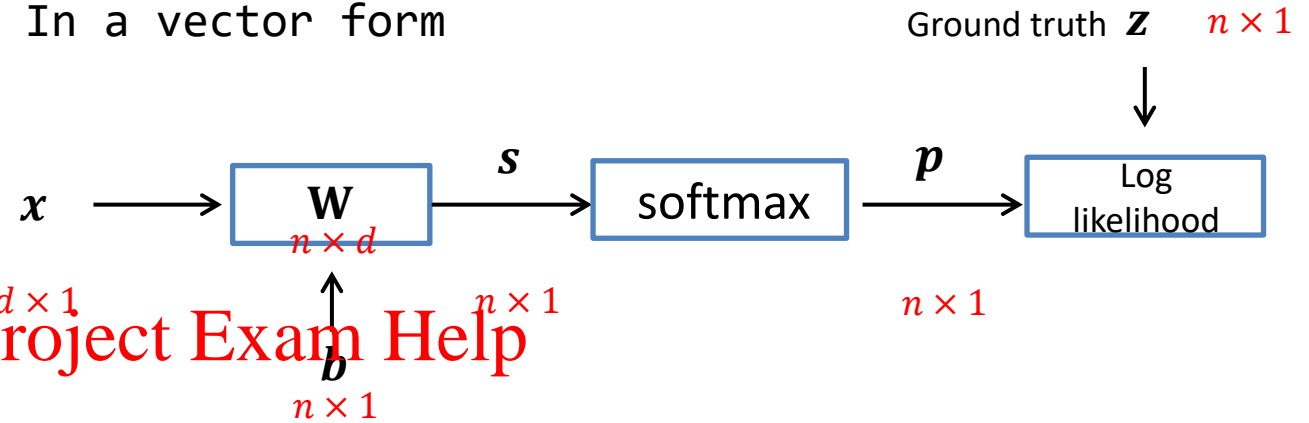 In a vector form
Ground truth z n × 1
x
W
n × d
s
softmax
p
Log
likelihood
d × 1
n × 1
n × 1
roject Exam Help
b
n × 1